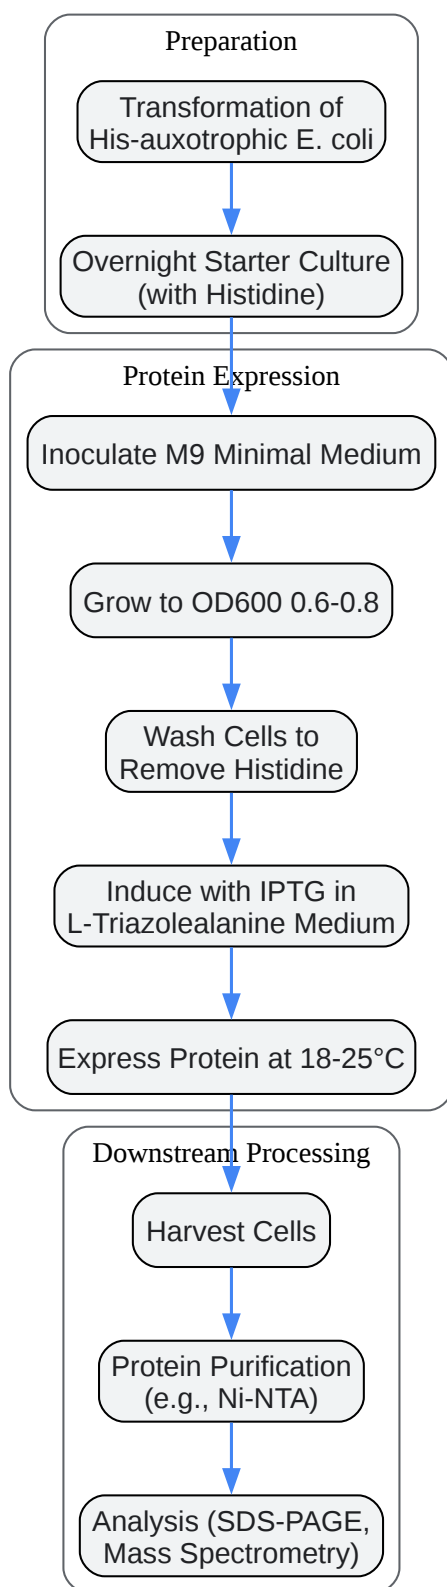 Preparation
Transformation of
His-auxotrophic E. coli
Overnight Starter Culture
(with Histidine)
Protein Expression
Inoculate M9 Minimal Medium
Grow to OD600 0.6-0.8
Wash Cells to
Remove Histidine
Induce with IPTG in
L-Triazolealanine Medium
Express Protein at 18-25°C
Downstream Processing
Harvest Cells
Protein Purification
(e.g., Ni-NTA)
Analysis (SDS-PAGE,
Mass Spectrometry)